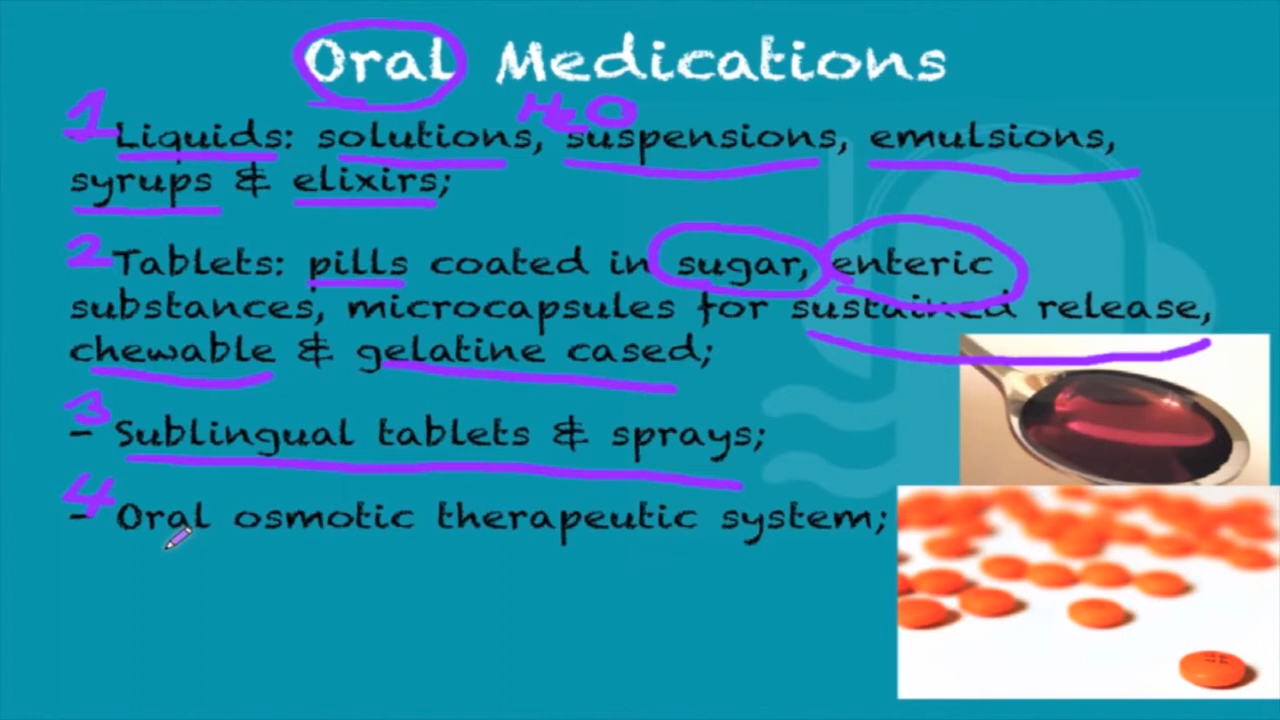 Oral Medications
1 H2O
- Liquids: solutions, suspensions, emulsions,
syrups & elixirs;
2
- Tablets: pills coated in sugar, enteric
substances, microcapsules for sustained release,
chewable & gelatine cased;
3
- Sublingual tablets & sprays;
4
- Oral osmotic therapeutic system;